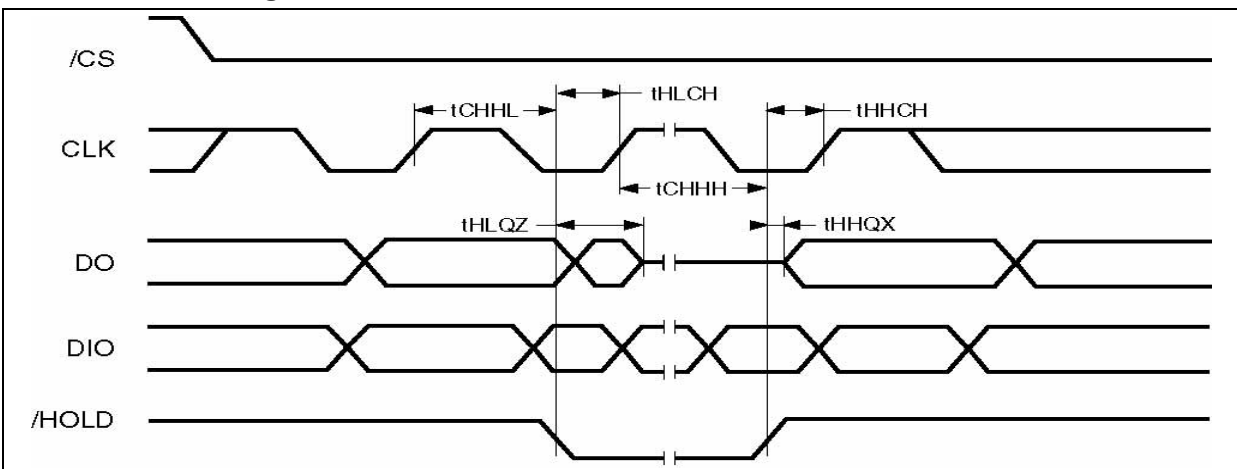 /CS
tHLCH
tCHHL
tHHCH
CLK
tCHHH
tHLQZ
tHHQX
DO
DIO
/HOLD